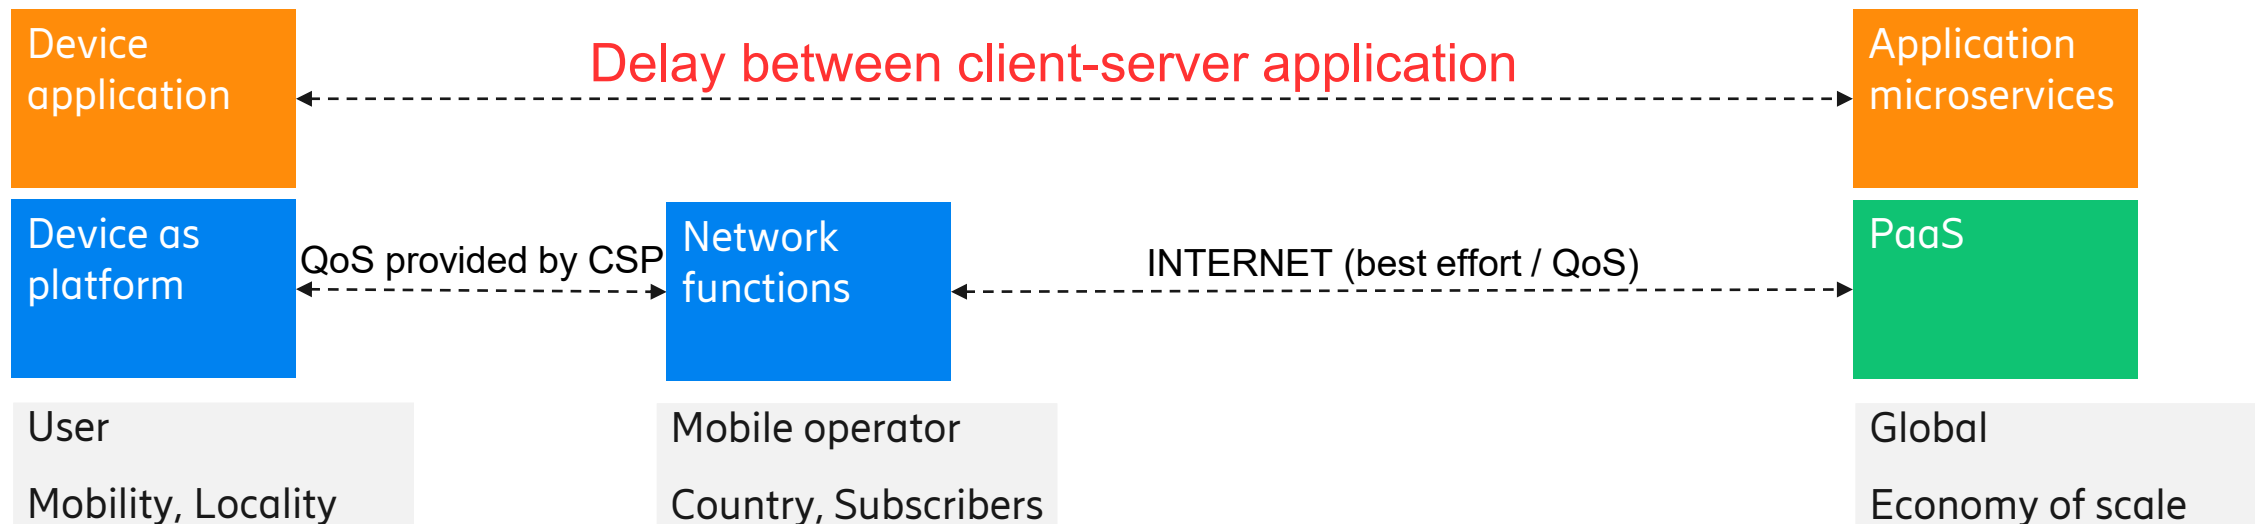 Device
application
Delay between client-server application
Application
microservices
Device as
platform
QoS provided by CSP
Network
functions
INTERNET (best effort / QoS)
PaaS
User
Mobility, Locality
Mobile operator
Country, Subscribers
Global
Economy of scale